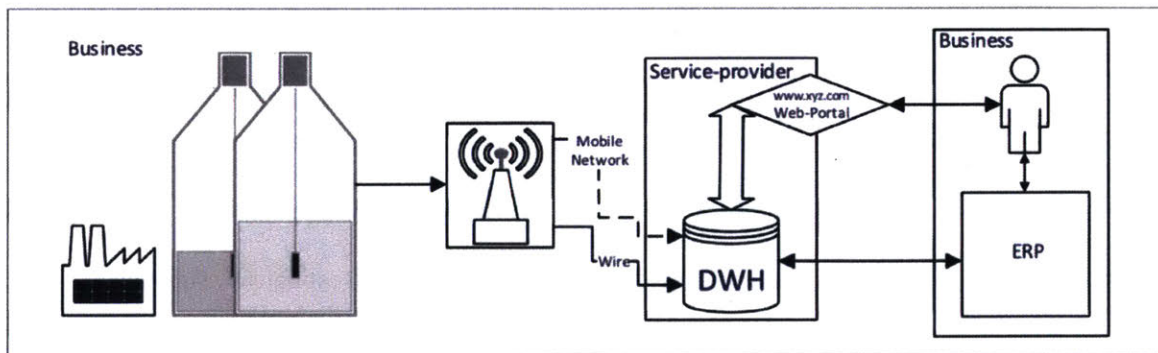 Business
Service-provider
Business
www.xyz.com
Web-Portal
Mobile
Network
Wire
DWH
ERP